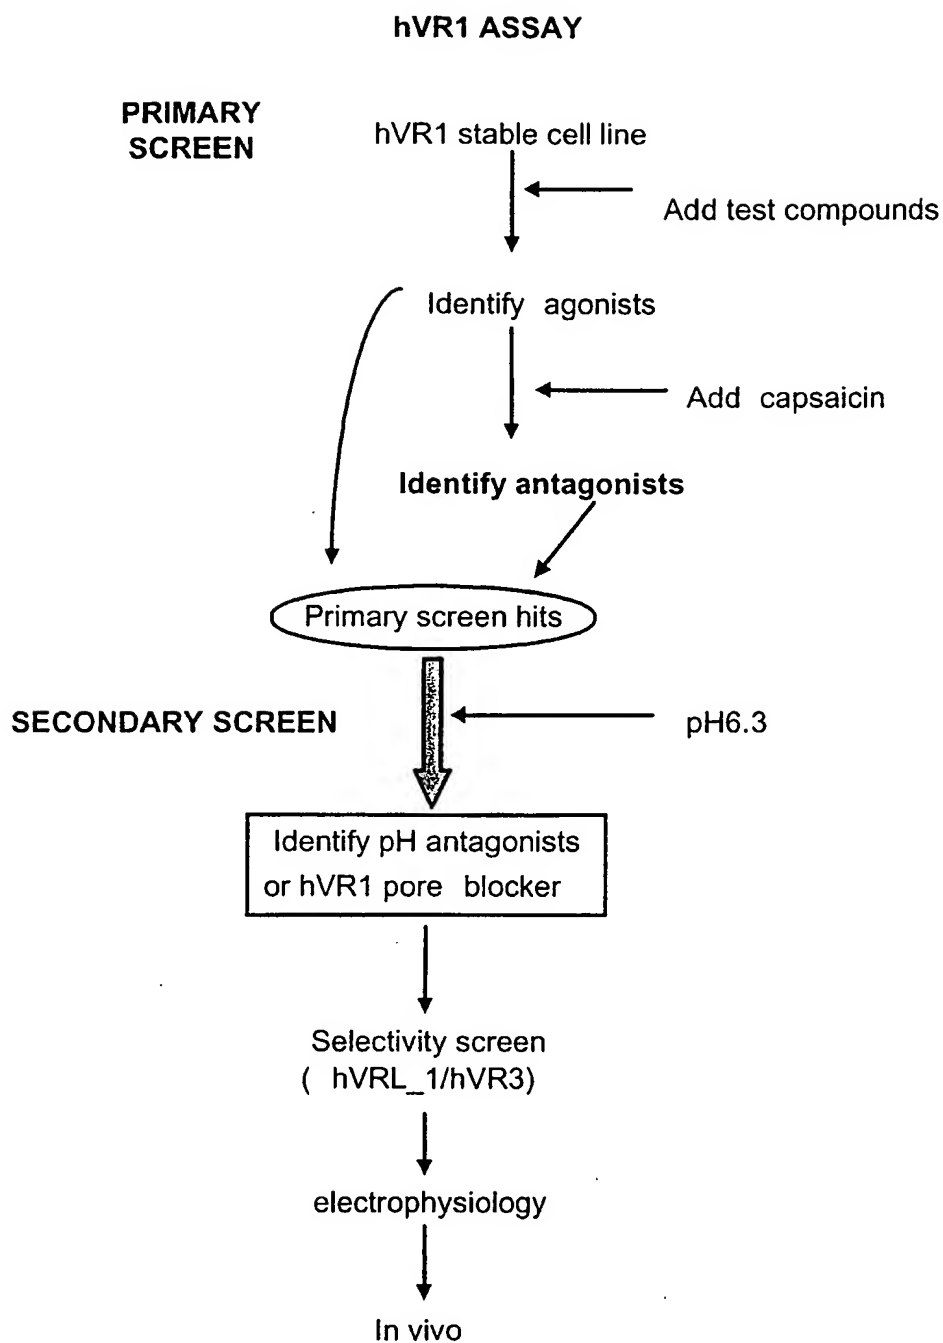 hVR1 ASSAY
PRIMARY
SCREEN
hVR1 stable cell line
Add test compounds
Identify agonists
Add capsaicin
Identify antagonists
Primary screen hits
SECONDARY SCREEN
pH6.3
Identify pH antagonists
or hVR1 pore blocker
Selectivity screen
( hVRL_1/hVR3)
electrophysiology
In vivo